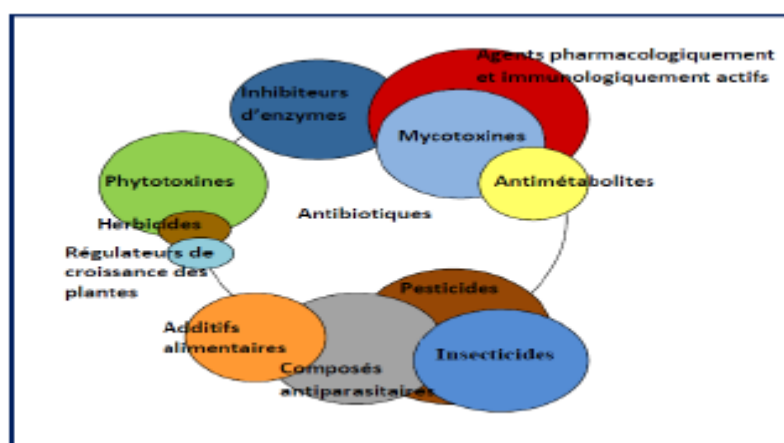 Agents pharmacologiquement
et immunologiquement actifs
Inhibiteurs
d'enzymes
Mycotoxines
Phytotoxines
Antimétabolites
Antibiotiques
Herbicides
Régulateurs de
croissance des
plantes
Pesticides
Additifs
alimentaires
Insecticides
Composés
antiparasitaires